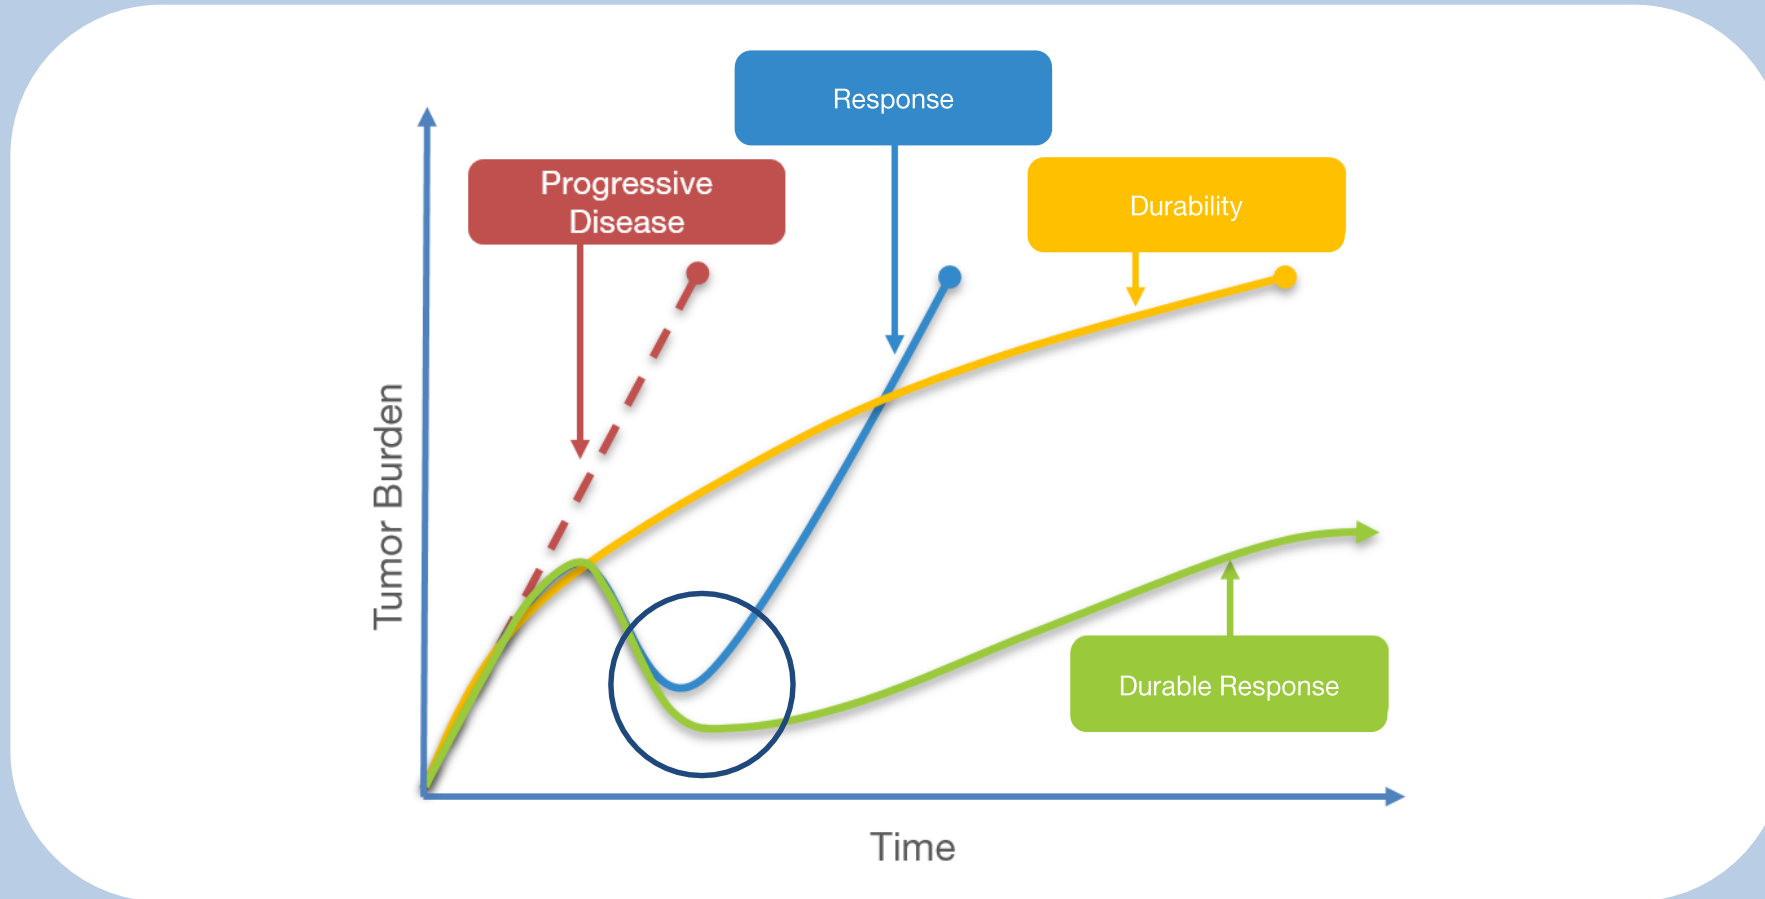 Response
Progressive
Disease
Durability
Tumor Burden
Durable Response
Time